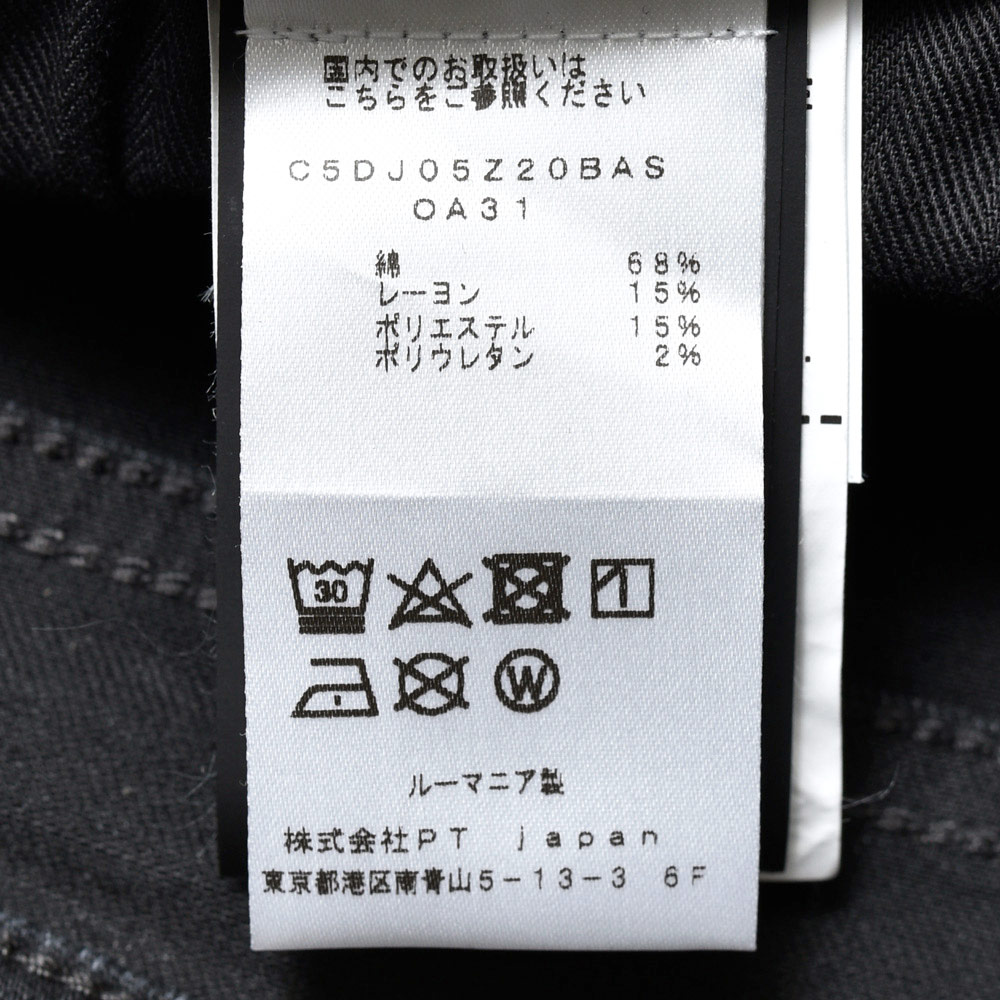 国内でのお取扱いは
こちらをご参照ください
C5DJ05Z20BAS
0A31
綿 68%
レーヨン 15%
ポリエステル 15%
ポリウレタン 2%
30
W
ルーマニア製
株式会社PT japan
東京都港区南青山5-13-3 6F